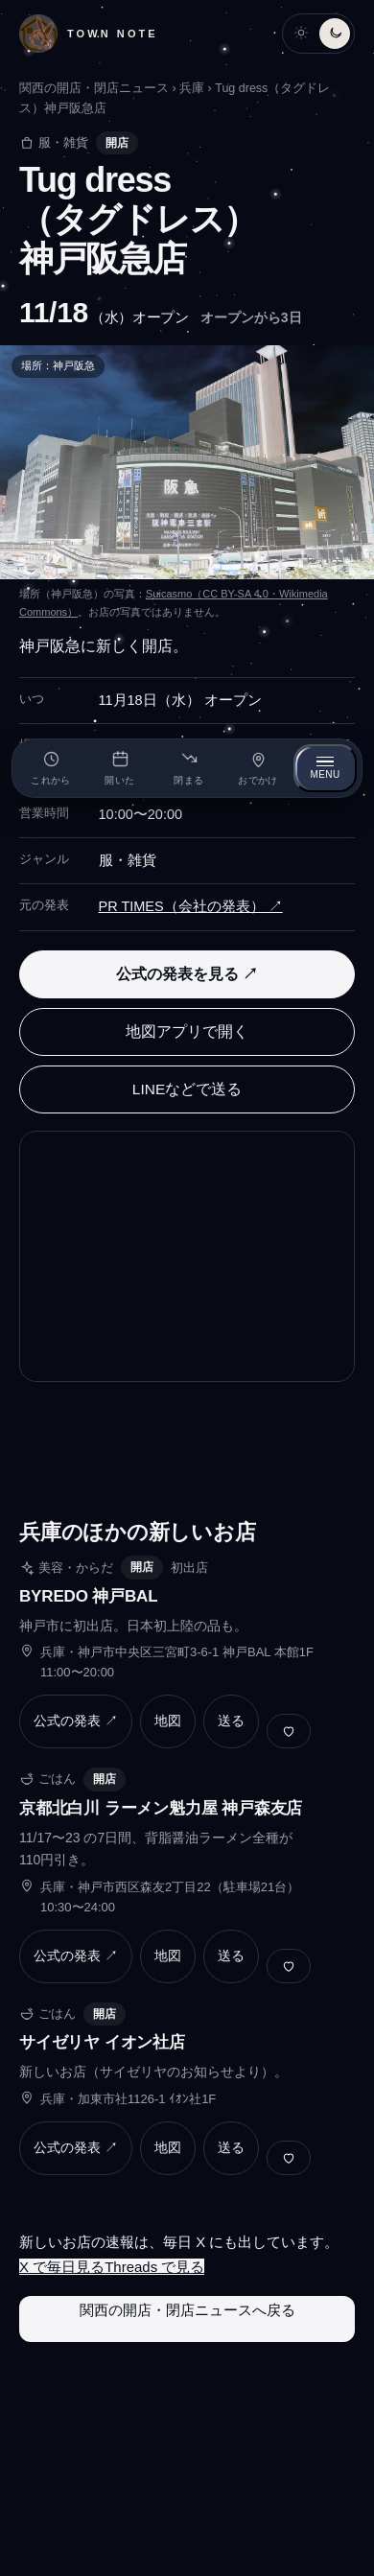 TOWN NOTE
関西の開店・閉店ニュース › 兵庫 › Tug dress（タグドレ
ス）神戸阪急店
服・雑貨 開店
Tug dress
（タグドレス）
神戸阪急店
11/18（水）オープン オープンから3日
場所：神戸阪急
阪急
阪神電車三宮駅
場所（神戸阪急）の写真：Suicasmo（CC BY-SA 4.0・Wikimedia
Commons）。お店の写真ではありません。
神戸阪急に新しく開店。
いつ 11月18日（水） オープン
これから 開いた 閉まる おでかけ MENU
営業時間 10:00〜20:00
ジャンル 服・雑貨
元の発表 PR TIMES（会社の発表） ↗
公式の発表を見る ↗
地図アプリで開く
LINEなどで送る
兵庫のほかの新しいお店
美容・からだ 開店 初出店
BYREDO 神戸BAL
神戸市に初出店。日本初上陸の品も。
兵庫・神戸市中央区三宮町3-6-1 神戸BAL 本館1F
11:00〜20:00
公式の発表 ↗ 地図 送る
ごはん 開店
京都北白川 ラーメン魁力屋 神戸森友店
11/17〜23 の7日間、背脂醤油ラーメン全種が
110円引き。
兵庫・神戸市西区森友2丁目22（駐車場21台）
10:30〜24:00
公式の発表 ↗ 地図 送る
ごはん 開店
サイゼリヤ イオン社店
新しいお店（サイゼリヤのお知らせより）。
兵庫・加東市社1126-1 ｲｵﾝ社1F
公式の発表 ↗ 地図 送る
新しいお店の速報は、毎日 X にも出しています。
X で毎日見るThreads で見る
関西の開店・閉店ニュースへ戻る